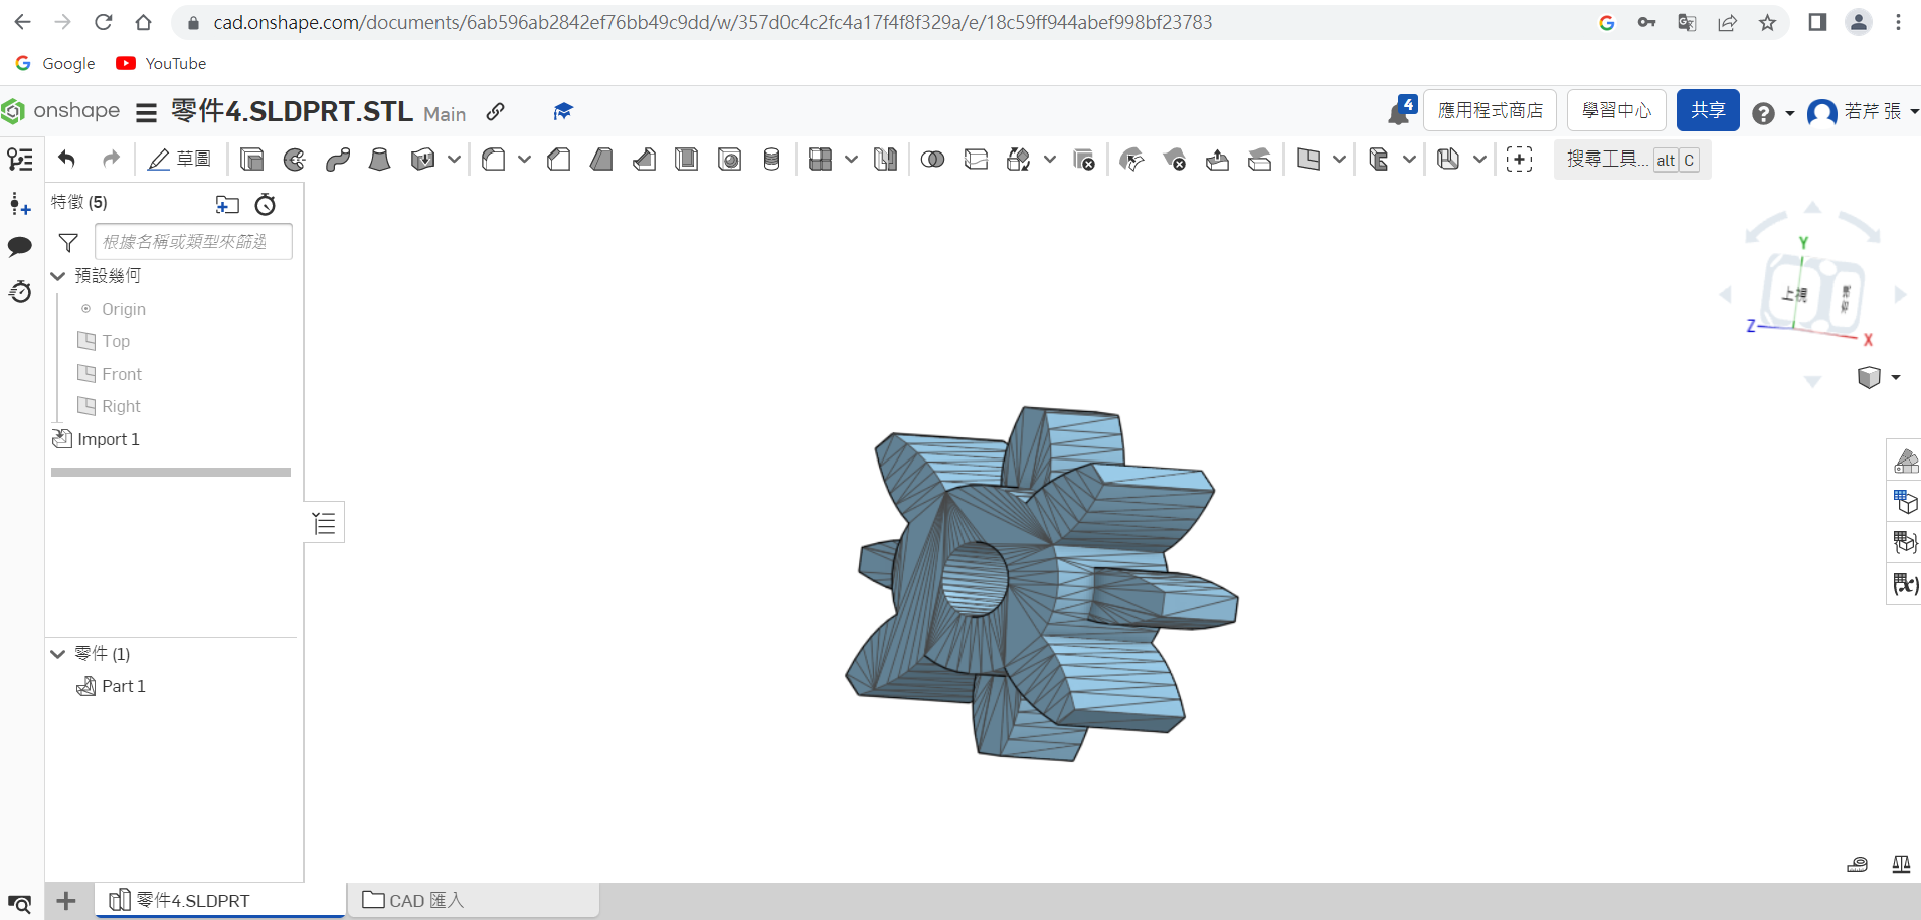 cad.onshape.com/documents/6ab596ab2842ef76bb49c9dd/w/357d0c4c2fc4a17f4f8f329a/e/18c59ff944abef998bf23783
Google YouTube
onshape 零件4.SLDPRT.STL Main 4 應用程式商店 學習中心 共享 若芹 張
草圖 搜尋工具... alt C
特徵 (5)
根據名稱或類型來篩選
預設幾何
Origin
Top
Front
Right
Import 1
零件 (1)
Part 1
Y
上視
Z
X
零件4.SLDPRT CAD 匯入